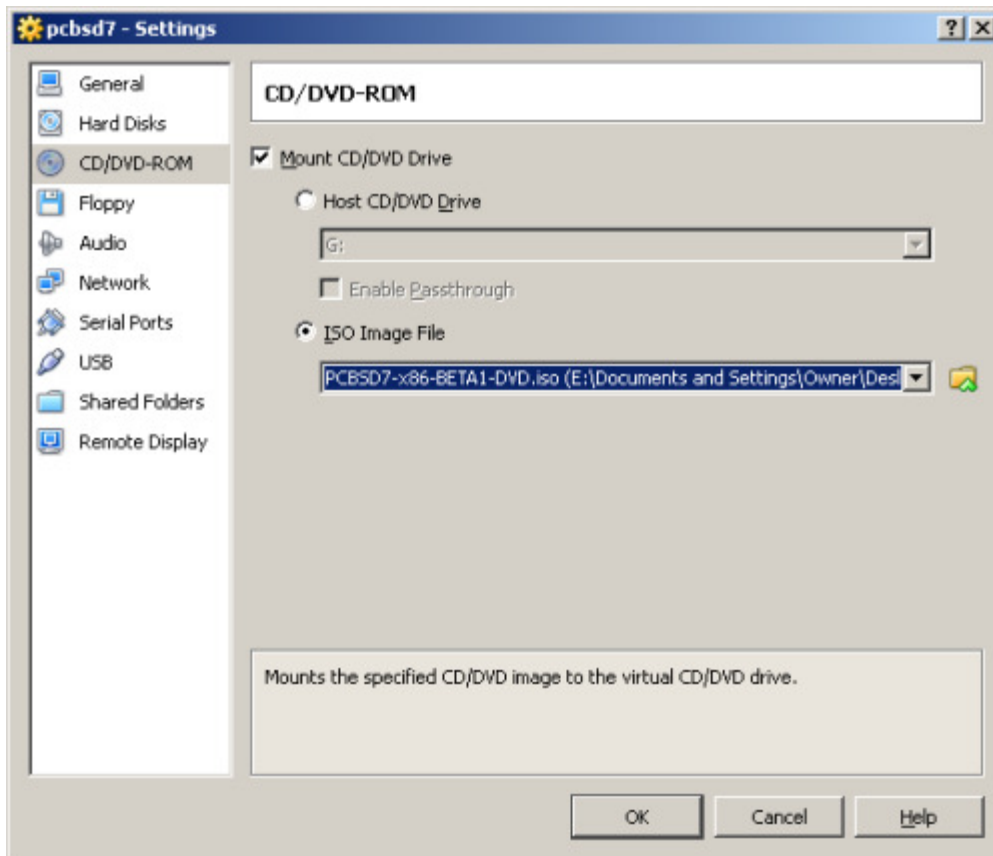 pcbsd7 - Settings
General
Hard Disks
CD/DVD-ROM
Floppy
Audio
Network
Serial Ports
USB
Shared Folders
Remote Display
CD/DVD-ROM
Mount CD/DVD Drive
Host CD/DVD Drive
G:
Enable Passthrough
ISO Image File
PCBSD7-x86-BETA1-DVD.iso (E:\Documents and Settings\Owner\Desl
Mounts the specified CD/DVD image to the virtual CD/DVD drive.
OK
Cancel
Help